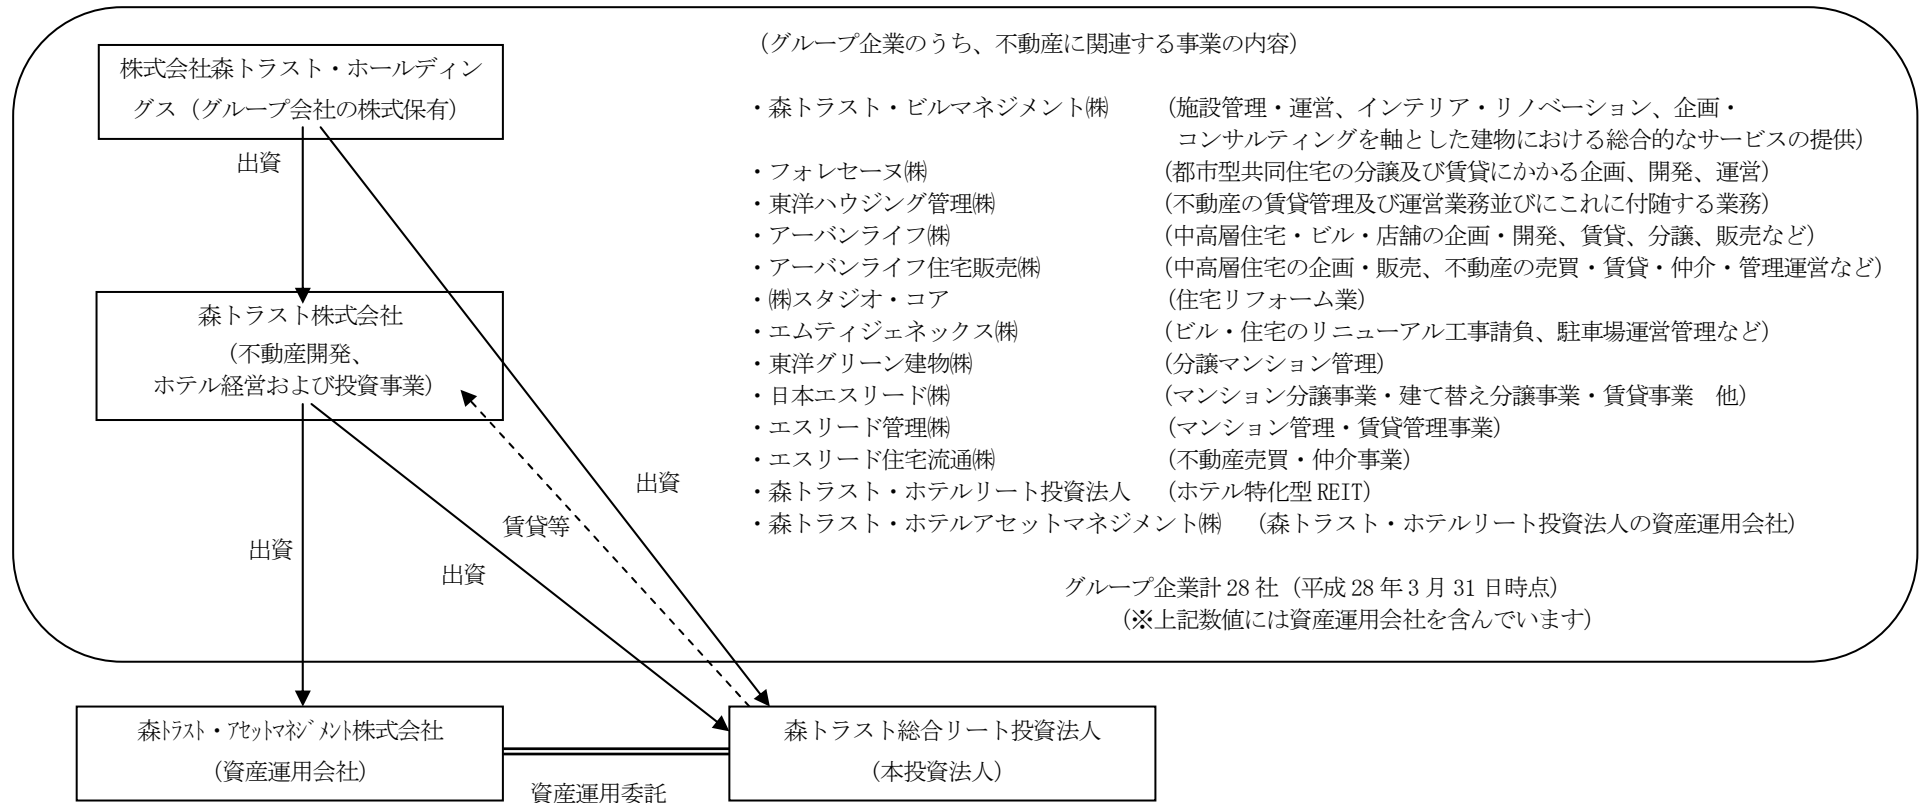 株式会社森トラスト・ホールディン
グス（グループ会社の株式保有）
出資
森トラスト株式会社
（不動産開発、
ホテル経営および投資事業）
出資
賃貸等
出資
出資
（グループ企業のうち、不動産に関連する事業の内容）
・森トラスト・ビルマネジメント㈱　（施設管理・運営、インテリア・リノベーション、企画・
コンサルティングを軸とした建物における総合的なサービスの提供）
・フォレセーヌ㈱　（都市型共同住宅の分譲及び賃貸にかかる企画、開発、運営）
・東洋ハウジング管理㈱　（不動産の賃貸管理及び運営業務並びにこれに付随する業務）
・アーバンライフ㈱　（中高層住宅・ビル・店舗の企画・開発、賃貸、分譲、販売など）
・アーバンライフ住宅販売㈱　（中高層住宅の企画・販売、不動産の売買・賃貸・仲介・管理運営など）
・㈱スタジオ・コア　（住宅リフォーム業）
・エムティジェネックス㈱　（ビル・住宅のリニューアル工事請負、駐車場運営管理など）
・東洋グリーン建物㈱　（分譲マンション管理）
・日本エスリード㈱　（マンション分譲事業・建て替え分譲事業・賃貸事業　他）
・エスリード管理㈱　（マンション管理・賃貸管理事業）
・エスリード住宅流通㈱　（不動産売買・仲介事業）
・森トラスト・ホテルリート投資法人　（ホテル特化型 REIT）
・森トラスト・ホテルアセットマネジメント㈱　（森トラスト・ホテルリート投資法人の資産運用会社）
グループ企業計 28 社（平成 28 年 3 月 31 日時点）
（※上記数値には資産運用会社を含んでいます）
森ﾄﾗｽﾄ・ｱｾｯﾄﾏﾈｼﾞﾒﾝﾄ株式会社
（資産運用会社）
資産運用委託
森トラスト総合リート投資法人
（本投資法人）